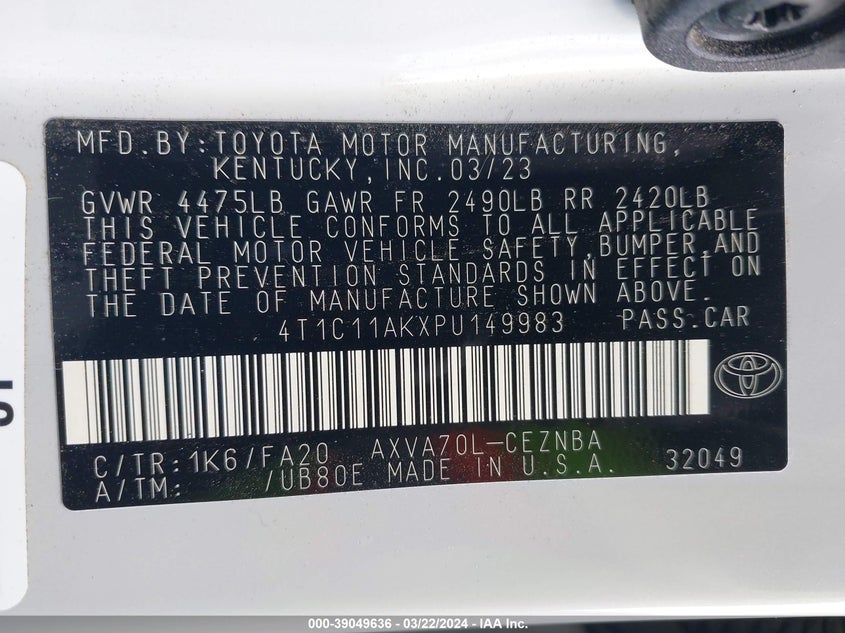 MFD.BY:TOYOTA MOTOR MANUFACTURING,
KENTUCKY,INC.03/23
GVWR 4475LB GAWR FR 2490LB RR 2420LB
THIS VEHICLE CONFORMS TO ALL APPLICABLE
FEDERAL MOTOR VEHICLE SAFETY,BUMPER,AND
THEFT PREVENTION STANDARDS IN EFFECT ON
THE DATE OF MANUFACTURE SHOWN ABOVE.
4T1C11AKXPU149983 PASS.CAR
C/TR:1K6/FA20 AXVA70L-CEZNBA
A/TM: /UB80E MADE IN U.S.A. 32049
000-39049636 - 03/22/2024 - IAAI Inc.